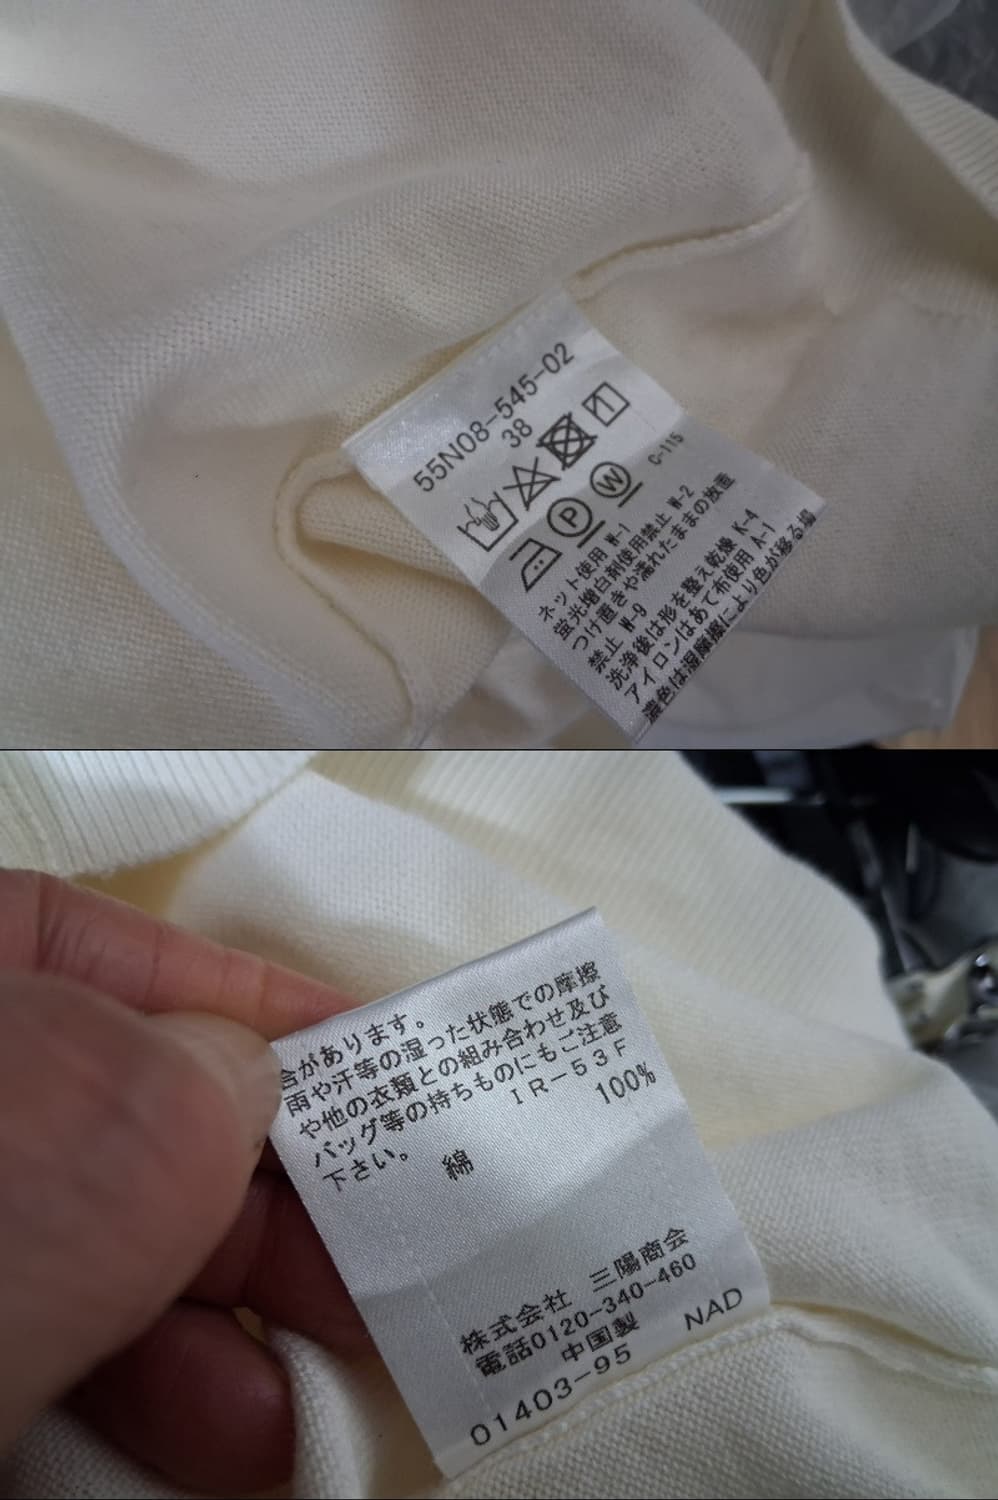 55N08-545-02
38
P
W
C-115
ネット使用 W-1
蛍光増白剤使用禁止 W-2
つけ置きや濡れたままの放置
禁止 W-9
洗浄後は形を整え乾燥 K-4
アイロンはあて布使用 A-1
濃色は湿摩擦により色が移る場
合があります。
雨や汗等の湿った状態での摩擦
や他の衣類との組み合わせ及び
バッグ等の持ちものにもご注意
下さい。
IR-53F
綿 100%
株式会社 三陽商会
電話0120-340-460
中国製 NAD
01403-95